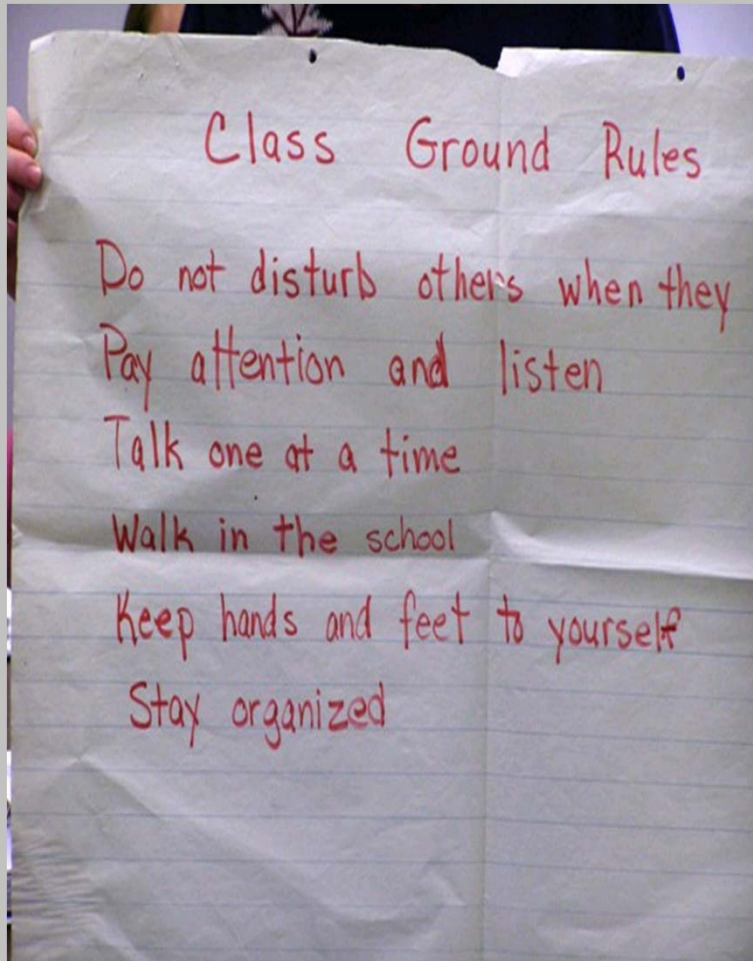 Class Ground Rules
Do not disturb others when they
Pay attention and listen
Talk one at a time
Walk in the school
Keep hands and feet to yourself
Stay organized